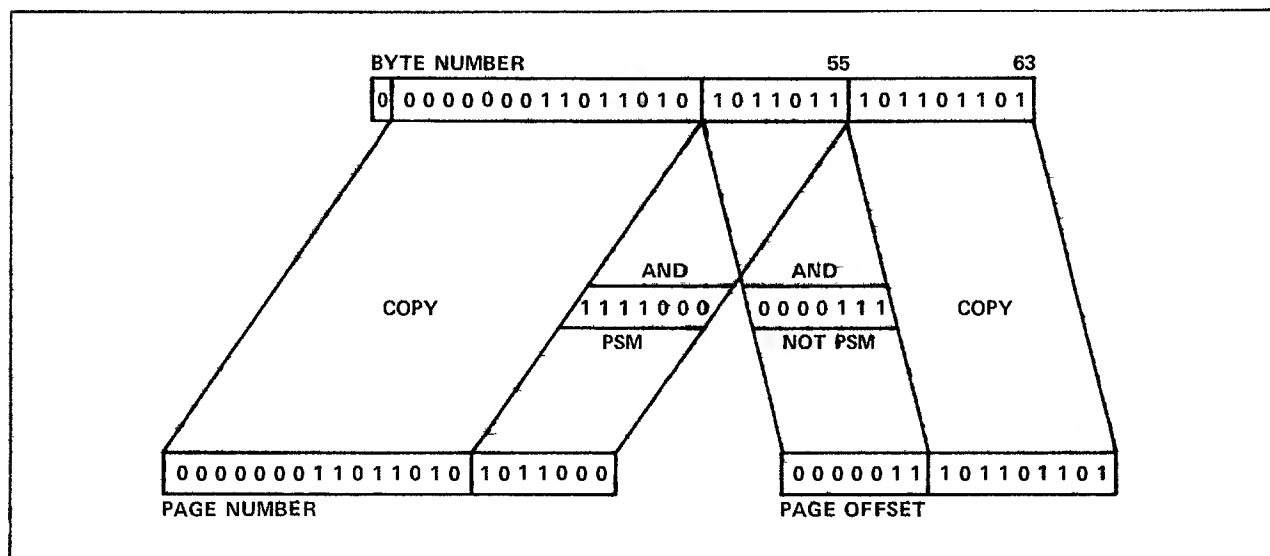 BYTE NUMBER 55 63
0 000000011011010 1011011 101101101
AND AND
COPY 1111000 0000111 COPY
PSM NOT PSM
000000011011010 1011000 0000011 101101101
PAGE NUMBER PAGE OFFSET